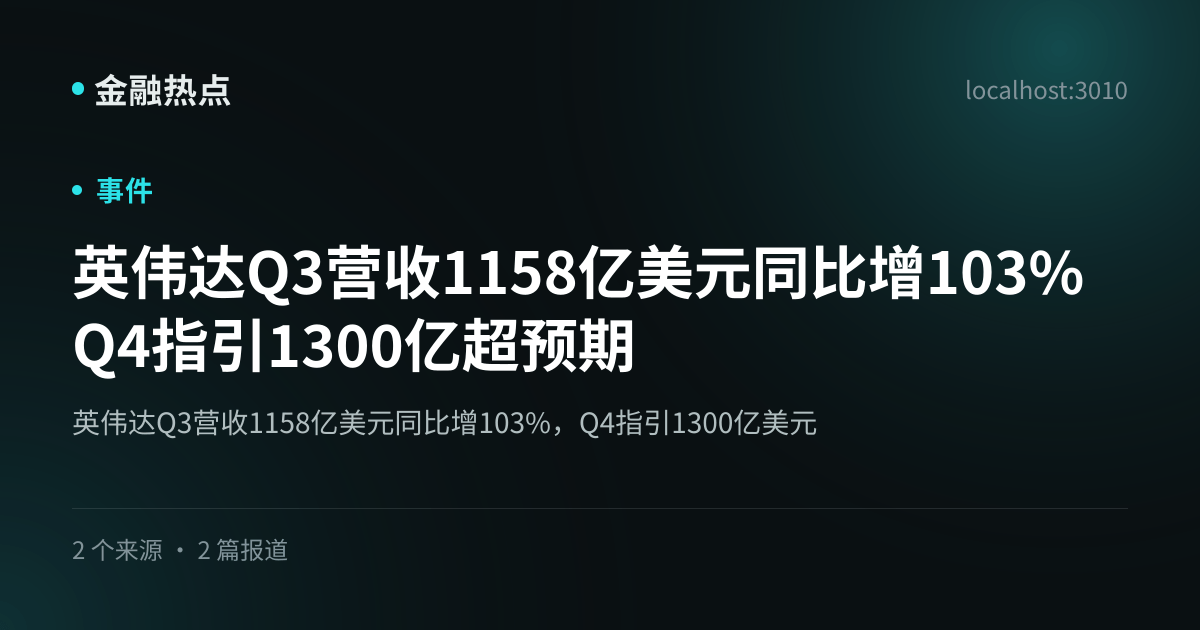 金融热点
localhost:3010
事件
英伟达Q3营收1158亿美元同比增103%
Q4指引1300亿超预期
英伟达Q3营收1158亿美元同比增103%，Q4指引1300亿美元
2 个来源 · 2 篇报道